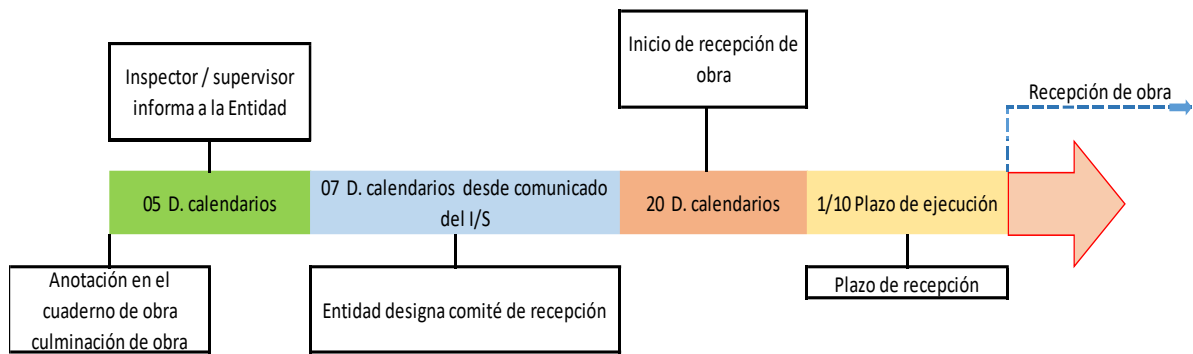 Inspector / supervisor
informa a la Entidad
Inicio de recepción de
obra
Recepción de obra
05 D. calendarios
07 D. calendarios desde comunicado
del I/S
20 D. calendarios
1/10 Plazo de ejecución
Anotación en el
cuaderno de obra
culminación de obra
Entidad designa comité de recepción
Plazo de recepción